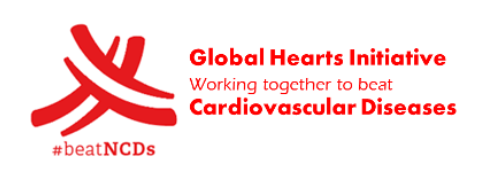 Global Hearts Initiative
Working together to beat
Cardiovascular Diseases
#beatNCDs